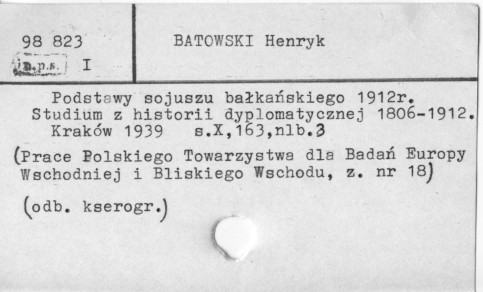 98 823
m.p.s. I
BATOWSKI Henryk
Podstawy sojuszu bałkańskiego 1912r.
Studium z historii dyplomatycznej 1806-1912.
Kraków 1939 s.X,163,nlb.3
(Prace Polskiego Towarzystwa dla Badań Europy
Wschodniej i Bliskiego Wschodu, z. nr 18)
(odb. kserogr.)